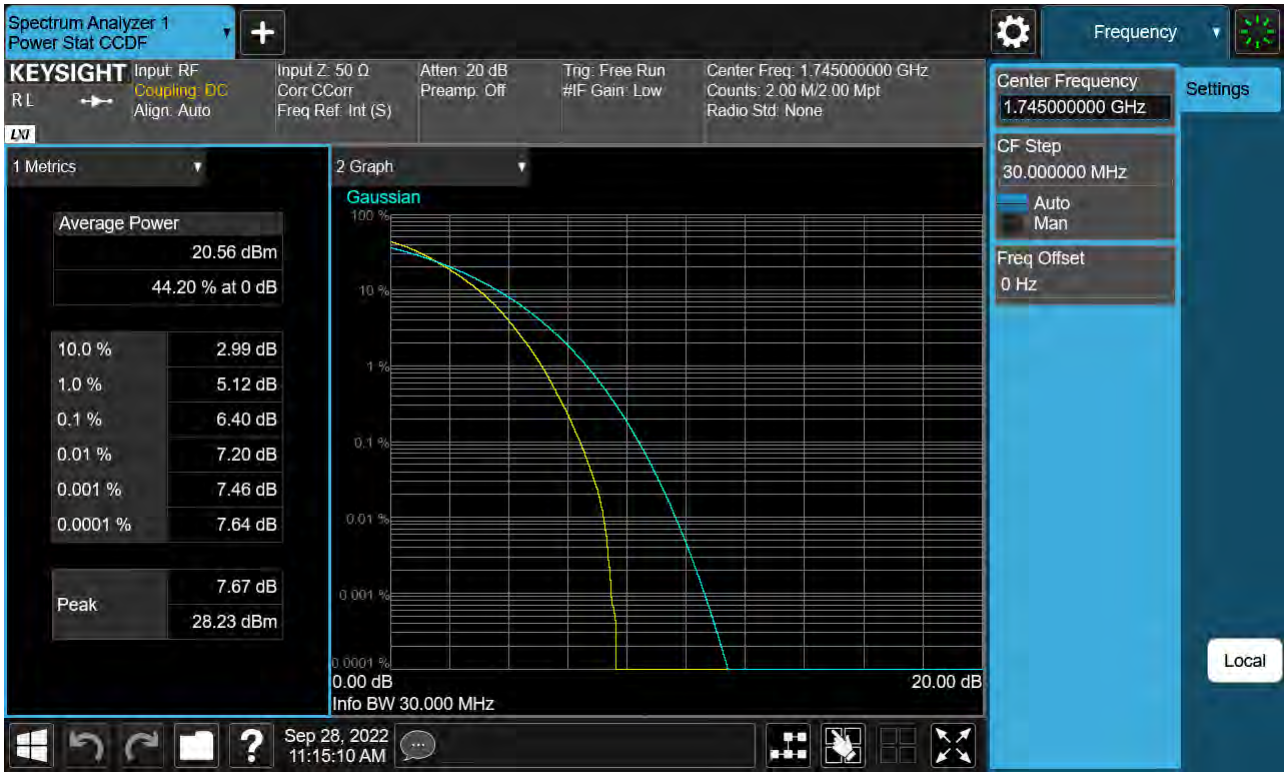 Spectrum Analyzer 1
Power Stat CCDF
+
Frequency
KEYSIGHT
R L
LXI
Input: RF
Coupling: DC
Align: Auto
Input Z: 50 Ω
Corr CCorr
Freq Ref: Int (S)
Atten: 20 dB
Preamp: Off
Trig: Free Run
#IF Gain: Low
Center Freq: 1.745000000 GHz
Counts: 2.00 M/2.00 Mpt
Radio Std: None
Center Frequency
1.745000000 GHz
Settings
CF Step
30.000000 MHz
Auto
Man
Freq Offset
0 Hz
1 Metrics
Average Power
20.56 dBm
44.20 % at 0 dB
10.0 % 2.99 dB
1.0 % 5.12 dB
0.1 % 6.40 dB
0.01 % 7.20 dB
0.001 % 7.46 dB
0.0001 % 7.64 dB
Peak
7.67 dB
28.23 dBm
2 Graph
Gaussian
100 %
10 %
1 %
0.1 %
0.01 %
0.001 %
0.0001 %
0.00 dB
20.00 dB
Info BW 30.000 MHz
Local
?
Sep 28, 2022
11:15:10 AM